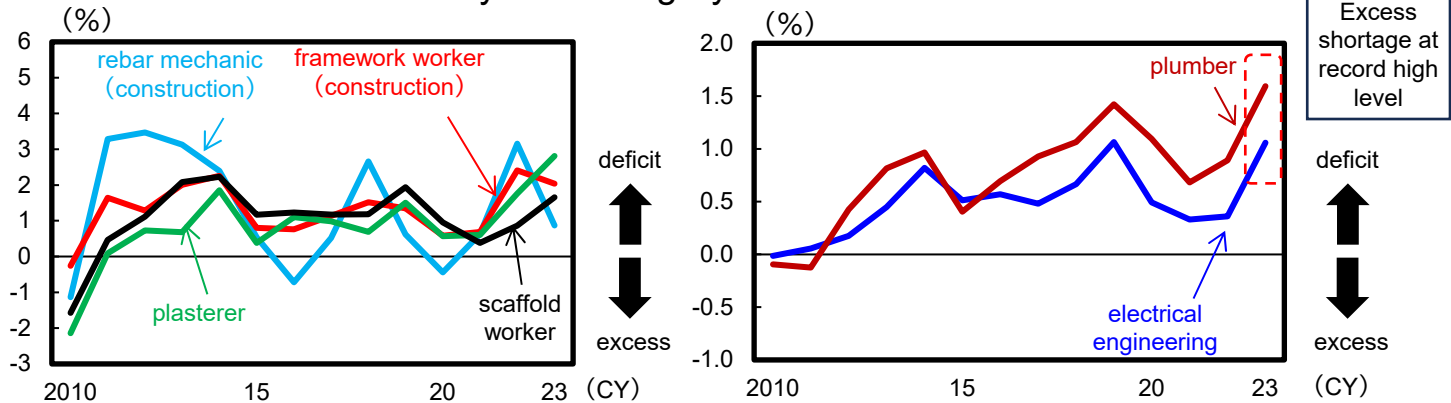 (%)
6
5
4
3
2
1
0
-1
-2
-3
rebar mechanic
(construction)
framework worker
(construction)
plasterer
scaffold
worker
2010
15
20
23
(CY)
deficit
excess
(%)
2.0
1.5
1.0
0.5
0.0
-0.5
-1.0
plumber
electrical
engineering
2010
15
20
23
(CY)
deficit
excess
Excess
shortage at
record high
level